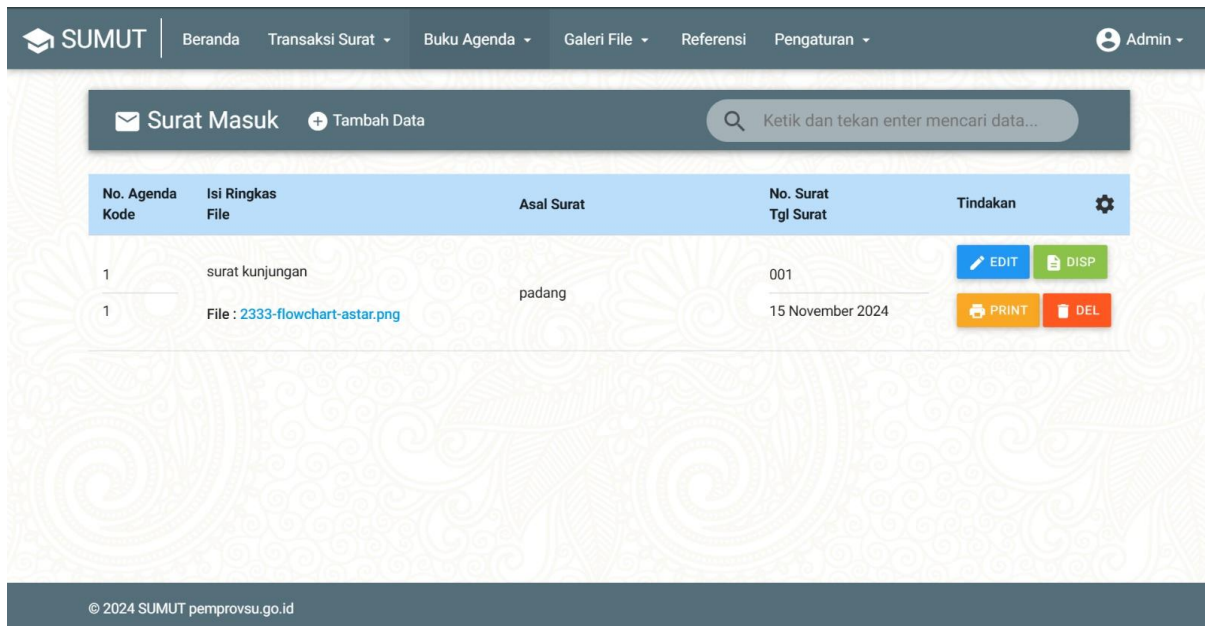 SUMUT Beranda Transaksi Surat Buku Agenda Galeri File Referensi Pengaturan Admin
Surat Masuk Tambah Data Ketik dan tekan enter mencari data...
No. Agenda Isi Ringkas Asal Surat No. Surat Tindakan
Kode File Tgl Surat
1 surat kunjungan padang 001 EDIT DISP
1 File : 2333-flowchart-astar.png 15 November 2024 PRINT DEL
© 2024 SUMUT pemprovsu.go.id